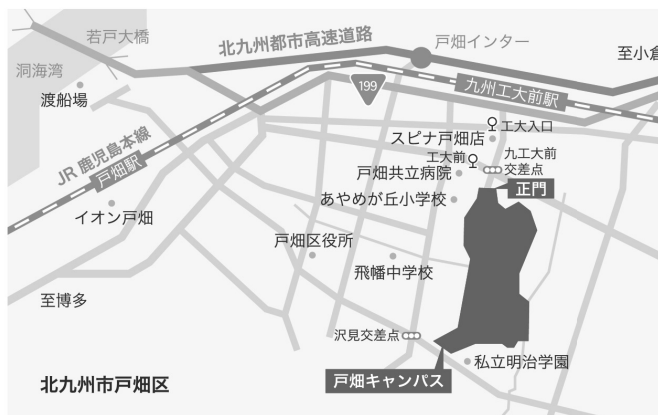 若戸大橋
北九州都市高速道路
戸畑インター
至小倉
洞海湾
渡船場
199
九州工大前駅
スピナ戸畑店
工大入口
JR 鹿児島本線
戸畑駅
工大前
九工大前
交差点
戸畑共立病院
正門
あやめが丘小学校
イオン戸畑
戸畑区役所
飛幡中学校
至博多
沢見交差点
私立明治学園
戸畑キャンパス
北九州市戸畑区